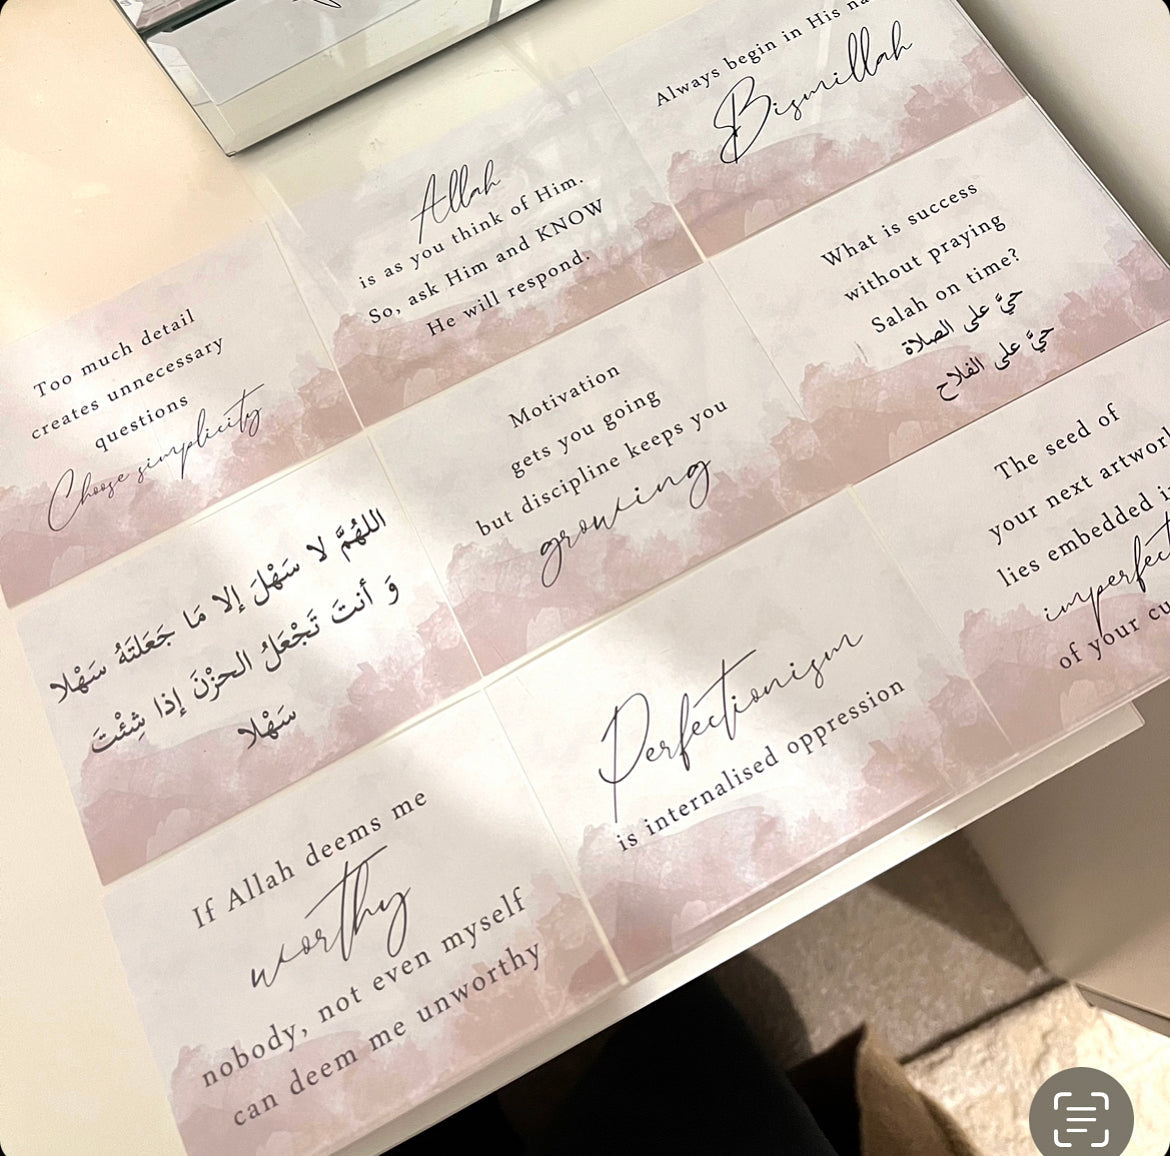 Always begin in His
Bismillah
Allah
is as you think of Him.
So, ask Him and KNOW
He will respond.
Too much detail
creates unnecessary
questions
Choose simplicity
What is success
without praying
Salah on time?
حيَّ على الصلاة
حيَّ على الفلاح
Motivation
gets you going
but discipline keeps you
growing
اللهُمَّ لا سَهْلَ إلا مَا جَعَلتَهُ سَهْلا
وَ أنتَ تَجْعَلُ الحزْنَ إذا شِئْتَ
سَهْلا
The seed of
your next
lies embedded
of your
Perfectionism
is internalised oppression
If Allah deems me
worthy
nobody, not even myself
can deem me unworthy